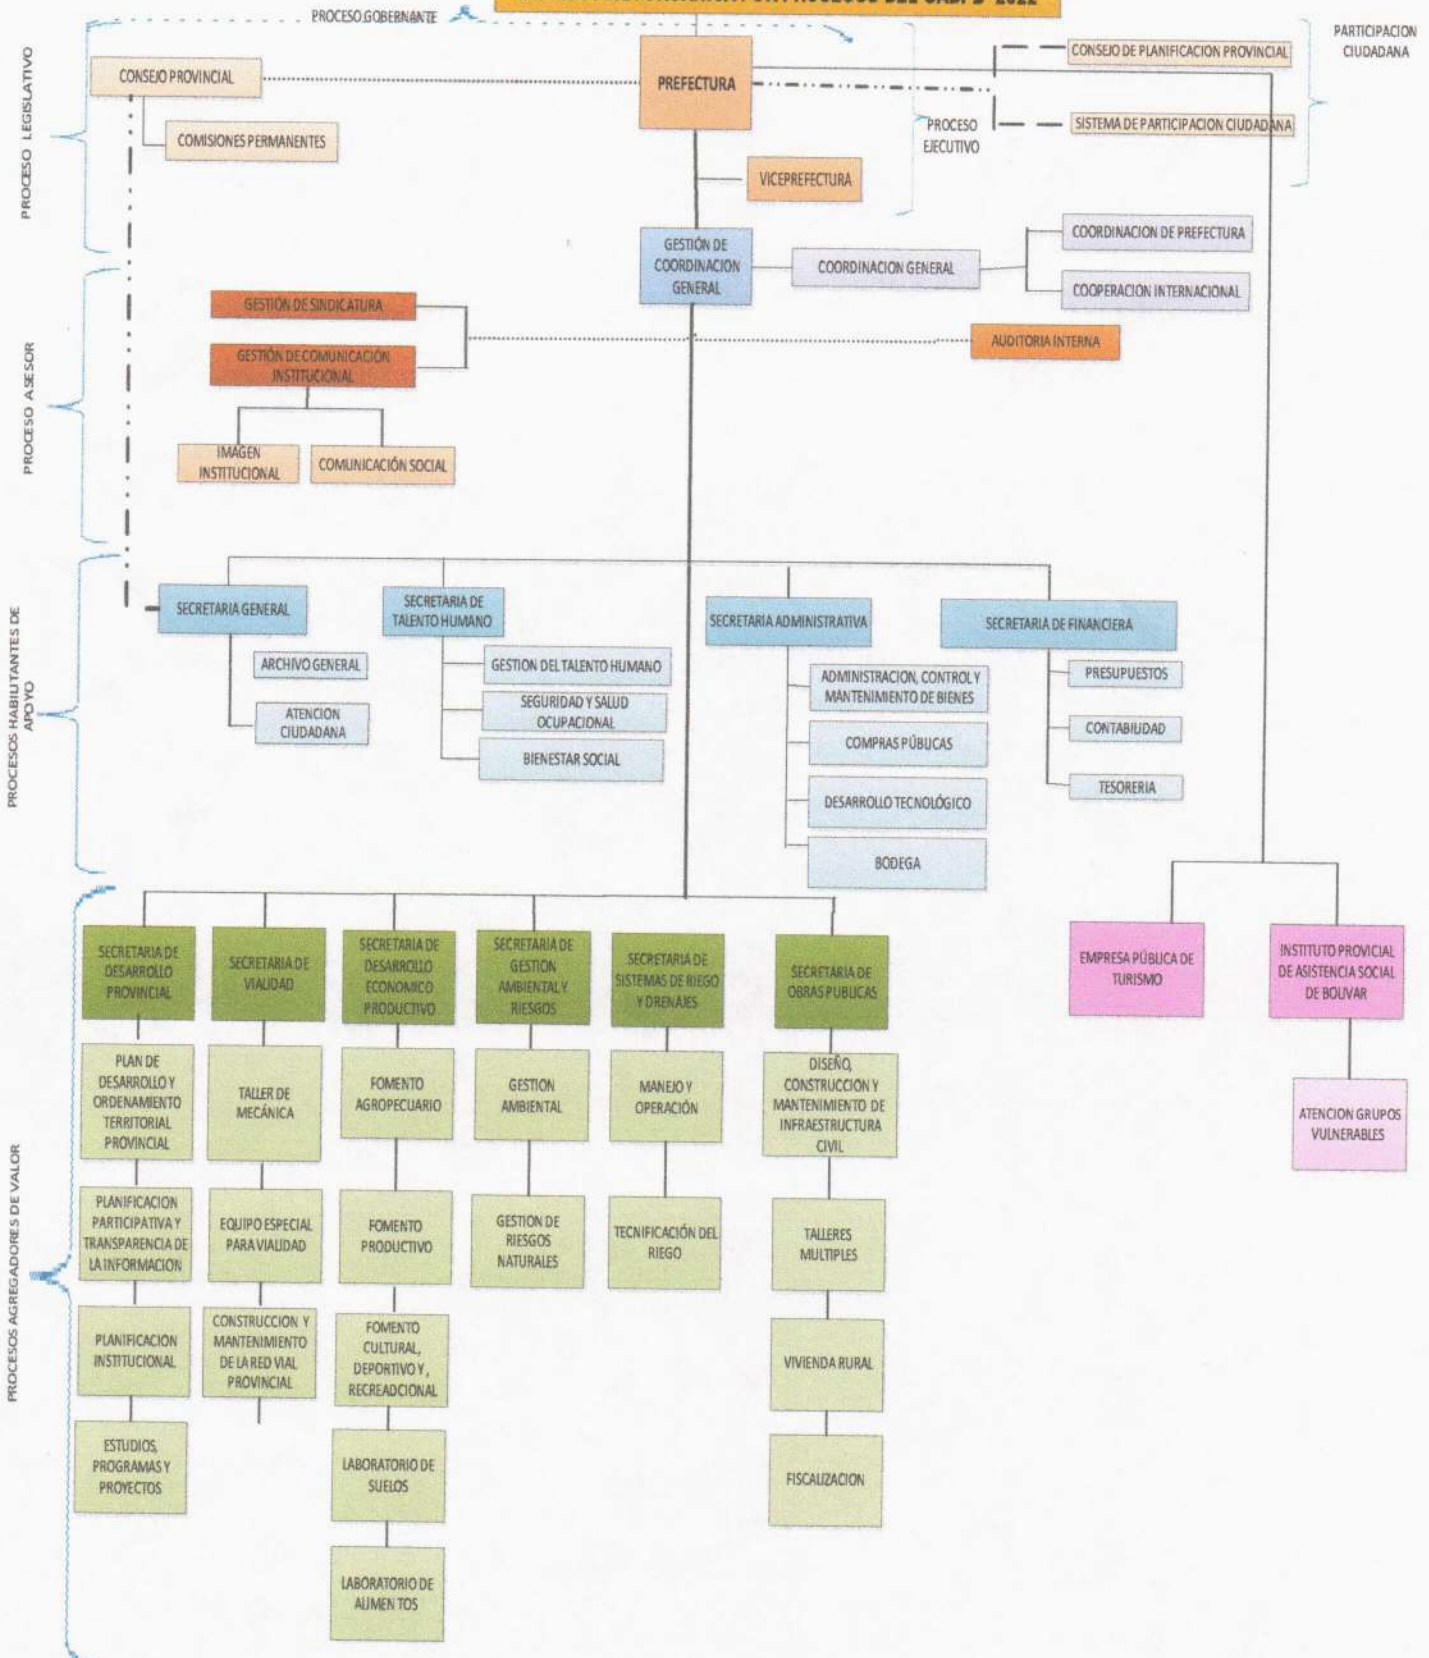 PROCESO GOBERNANTE
2022
PARTICIPACION
CIUDADANA
PROCESO LEGISLATIVO
CONSEJO PROVINCIAL
COMISIONES PERMANENTES
PREFECTURA
CONSEJO DE PLANIFICACION PROVINCIAL
SISTEMA DE PARTICIPACION CIUDADANA
PROCESO
EJECUTIVO
VICEPREFECTURA
GESTIÓN DE
COORDINACION
GENERAL
COORDINACION GENERAL
COORDINACION DE PREFECTURA
COOPERACION INTERNACIONAL
PROCESO ASESOR
GESTIÓN DE SINDICATURA
GESTIÓN DE COMUNICACIÓN
INSTITUCIONAL
AUDITORIA INTERNA
IMAGEN
INSTITUCIONAL
COMUNICACIÓN SOCIAL
PROCESOS HABILITANTES DE
APOYO
SECRETARIA GENERAL
ARCHIVO GENERAL
ATENCION
CIUDADANA
SECRETARIA DE
TALENTO HUMANO
GESTION DEL TALENTO HUMANO
SEGURIDAD Y SALUD
OCUPACIONAL
BIENESTAR SOCIAL
SECRETARIA ADMINISTRATIVA
ADMINISTRACION, CONTROL Y
MANTENIMIENTO DE BIENES
COMPRAS PÚBLICAS
DESARROLLO TECNOLÓGICO
BODEGA
SECRETARIA DE FINANCIERA
PRESUPUESTOS
CONTABILIDAD
TESORERIA
PROCESOS AGREGADORES DE VALOR
SECRETARIA DE
DESARROLLO
PROVINCIAL
PLAN DE
DESARROLLO Y
ORDENAMIENTO
TERRITORIAL
PROVINCIAL
PLANIFICACION
PARTICIPATIVA Y
TRANSPARENCIA DE
LA INFORMACION
PLANIFICACION
INSTITUCIONAL
ESTUDIOS,
PROGRAMAS Y
PROYECTOS
SECRETARIA DE
VIALIDAD
TALLER DE
MECÁNICA
EQUIPO ESPECIAL
PARA VIALIDAD
CONSTRUCCION Y
MANTENIMIENTO
DE LA RED VIAL
PROVINCIAL
SECRETARIA DE
DESARROLLO
ECONOMICO
PRODUCTIVO
FOMENTO
AGROPECUARIO
FOMENTO
PRODUCTIVO
FOMENTO
CULTURAL,
DEPORTIVO Y,
RECREADCIONAL
LABORATORIO DE
SUELOS
LABORATORIO DE
ALIMENTOS
SECRETARIA DE
GESTION
AMBIENTAL Y
RIESGOS
GESTION
AMBIENTAL
GESTION DE
RIESGOS
NATURALES
SECRETARIA DE
SISTEMAS DE RIEGO
Y DRENAJES
MANEJO Y
OPERACIÓN
TECNIFICACIÓN DEL
RIEGO
SECRETARIA DE
OBRAS PUBLICAS
DISEÑO,
CONSTRUCCION Y
MANTENIMIENTO DE
INFRAESTRUCTURA
CIVIL
TALLERES
MULTIPLES
VIVIENDA RURAL
FISCALIZACION
EMPRESA PÚBLICA DE
TURISMO
INSTITUTO PROVICIAL
DE ASISTENCIA SOCIAL
DE BOLIVAR
ATENCION GRUPOS
VULNERABLES